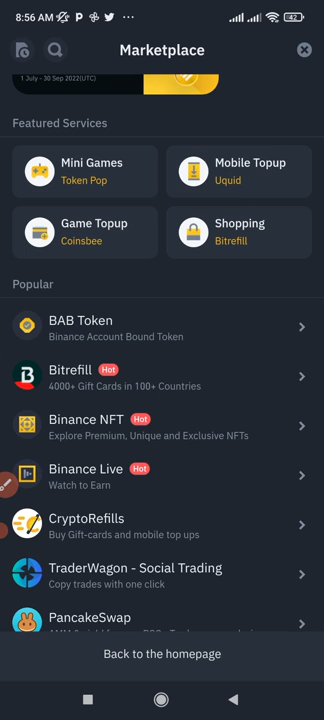 8:56 AM
42
Marketplace
1 July - 30 Sep 2022(UTC)
Featured Services
Mini Games
Token Pop
Mobile Topup
Uquid
Game Topup
Coinsbee
Shopping
Bitrefill
Popular
BAB Token
Binance Account Bound Token
Bitrefill Hot
4000+ Gift Cards in 100+ Countries
Binance NFT Hot
Explore Premium, Unique and Exclusive NFTs
Binance Live Hot
Watch to Earn
CryptoRefills
Buy Gift-cards and mobile top ups
TraderWagon - Social Trading
Copy trades with one click
PancakeSwap
Back to the homepage